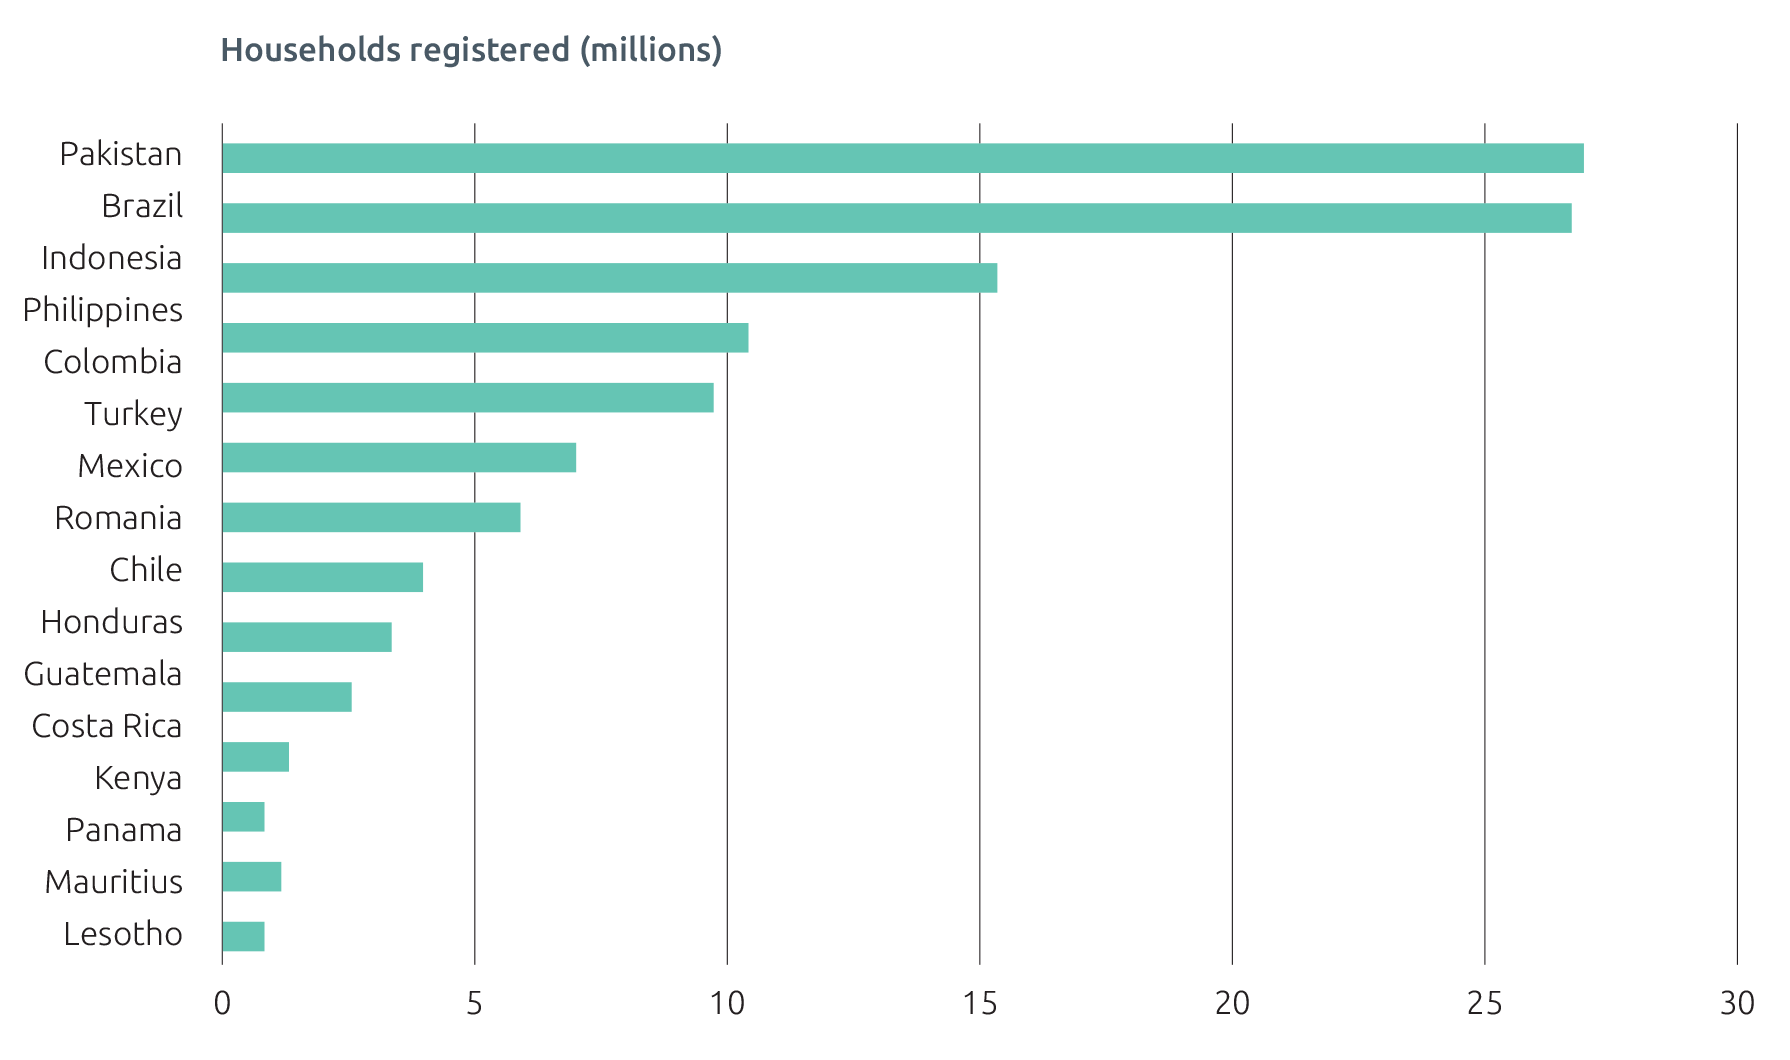 Households registered (millions)
Pakistan
Brazil
Indonesia
Philippines
Colombia
Turkey
Mexico
Romania
Chile
Honduras
Guatemala
Costa Rica
Kenya
Panama
Mauritius
Lesotho
0 5 10 15 20 25 30